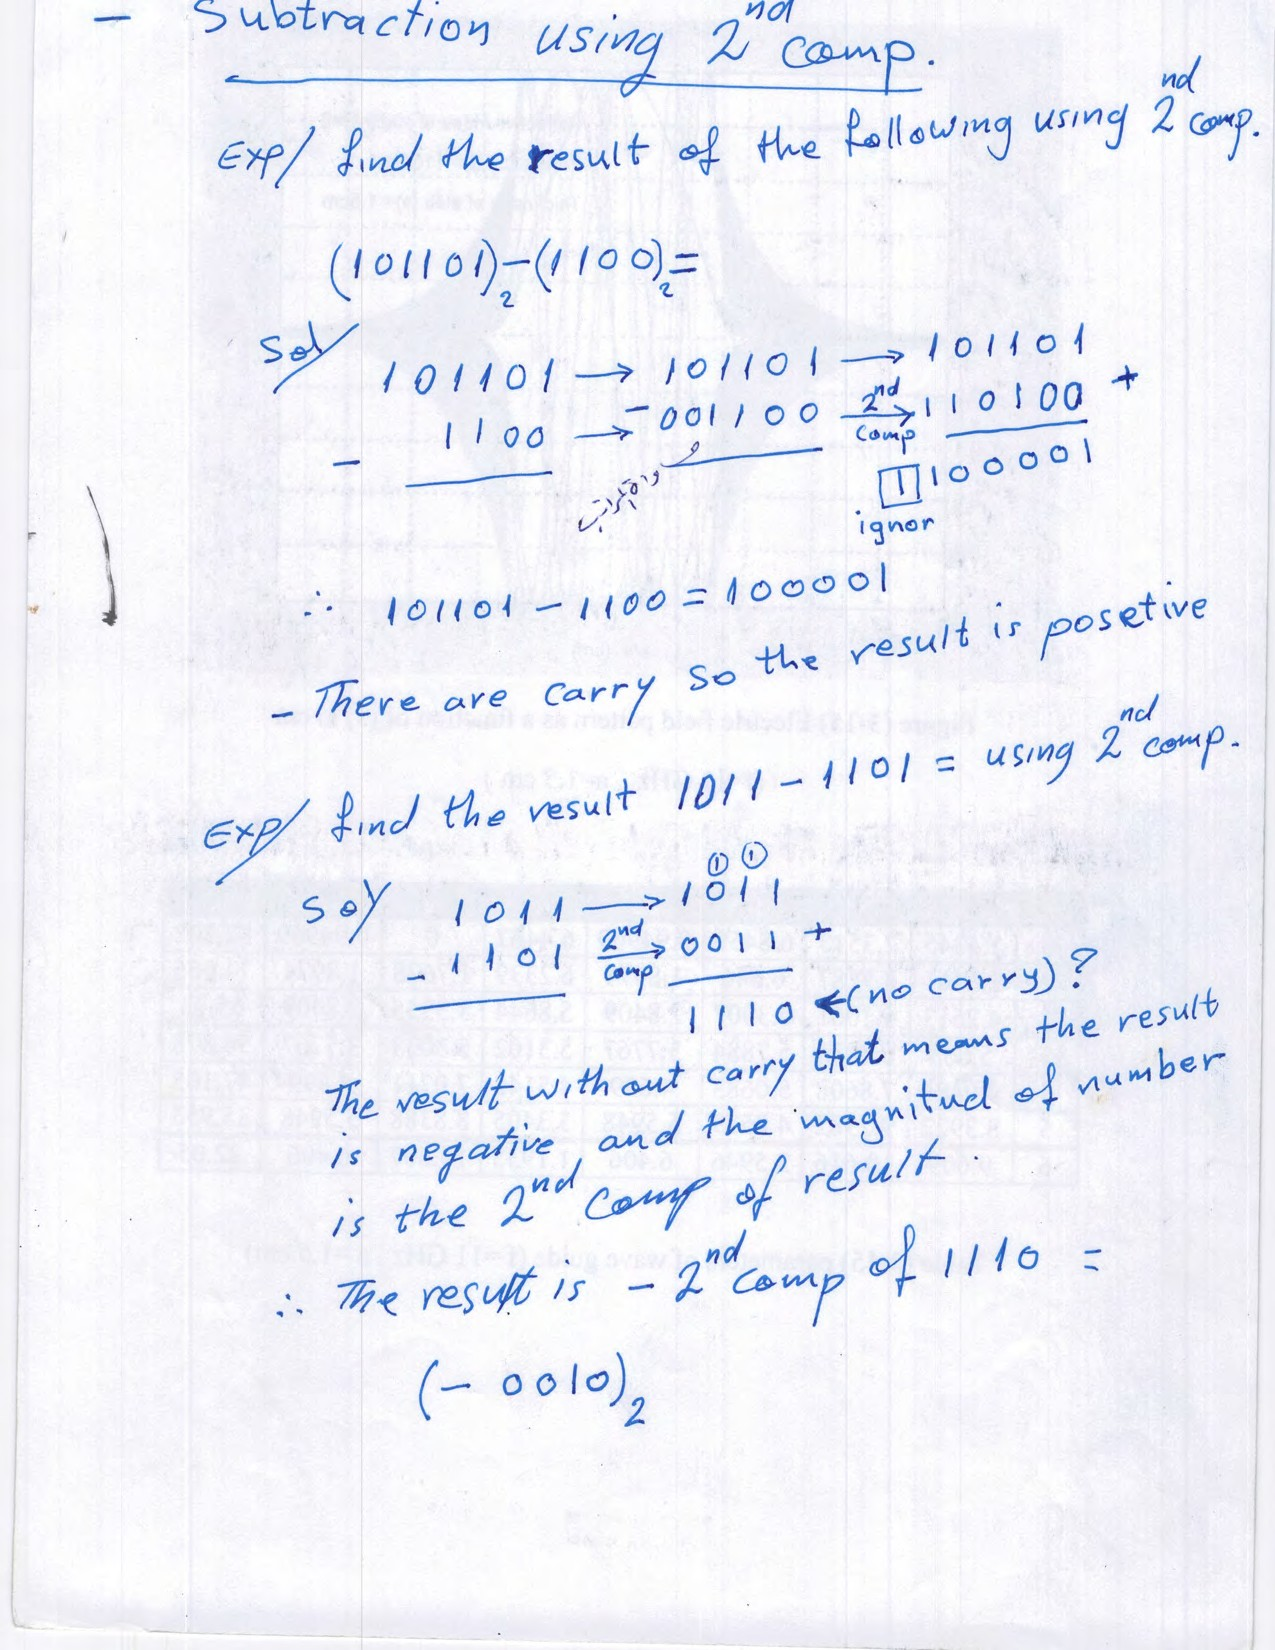 - Subtraction using 2nd comp.
Exp/ find the result of the following using 2nd comp.
(101101)2-(1100)2=
Sol/ 101101 → 101101 → 101101
- 1100 → - 001100 2nd comp → 110100 +
1 100001
ignor
∴ 101101 - 1100 = 100001
- There are carry so the result is posetive
Exp/ find the result 1011 - 1101 = using 2nd comp.
1 1
Sol/ 1011 → 1011
- 1101 2nd comp → 0011 +
1110 ← (no carry)?
The result without carry that means the result
is negative, and the magnitud of number
is the 2nd comp of result.
∴ The result is - 2nd comp of 1110 =
(- 0010)2